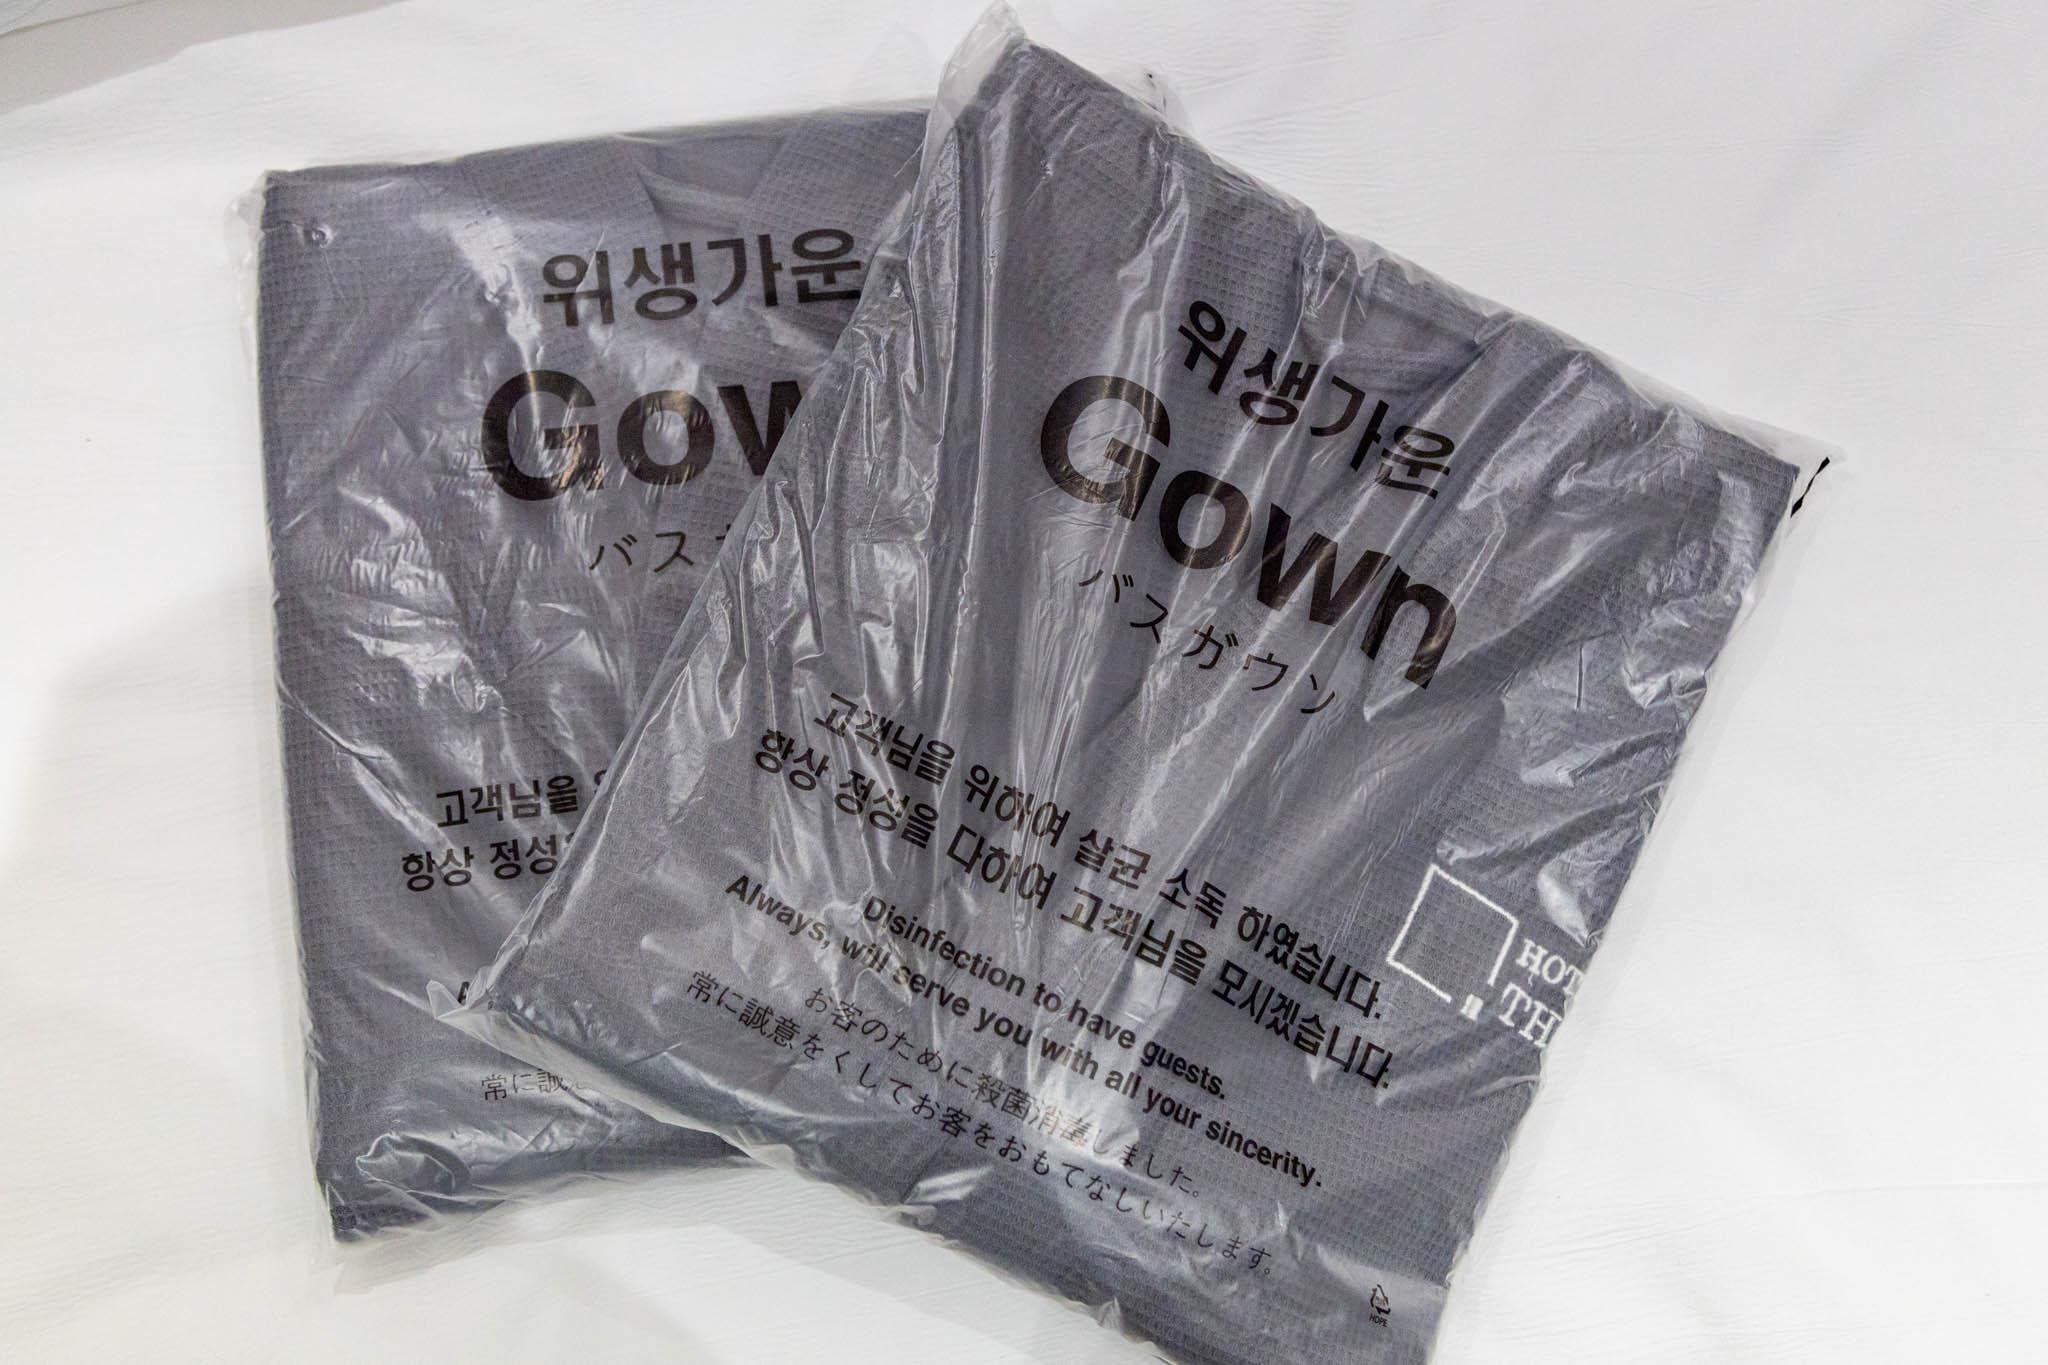 위생가운
Gow
バス
고객님을
항상 정성
常に誠
위생가운
Gown
バスガウン
고객님을 위하여 살균 소독 하였습니다.
항상 정성을 다하여 고객님을 모시겠습니다.
Disinfection to have guests.
Always, will serve you with all your sincerity.
お客のために殺菌消毒しました。
常に誠意をくしてお客をおもてなしいたします。
HOT
TH
HDPE